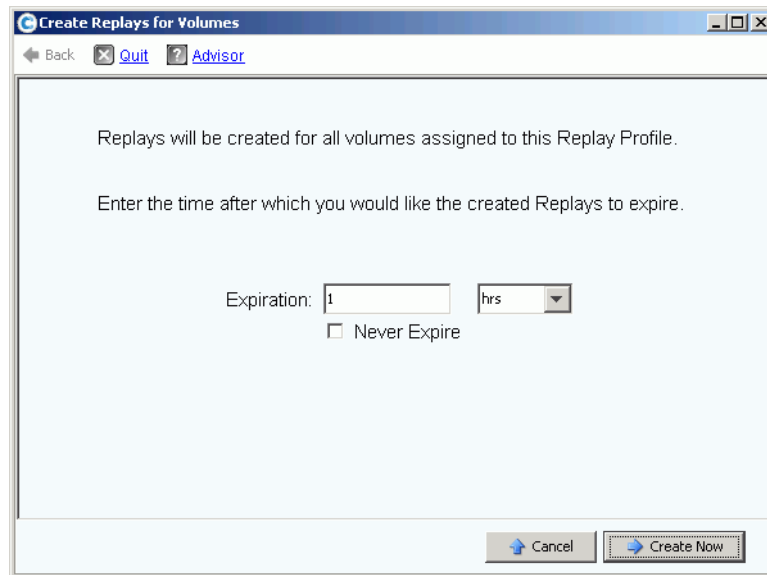 Create Replays for Volumes
Back Quit ? Advisor
Replays will be created for all volumes assigned to this Replay Profile.
Enter the time after which you would like the created Replays to expire.
Expiration: 1 hrs
Never Expire
Cancel Create Now